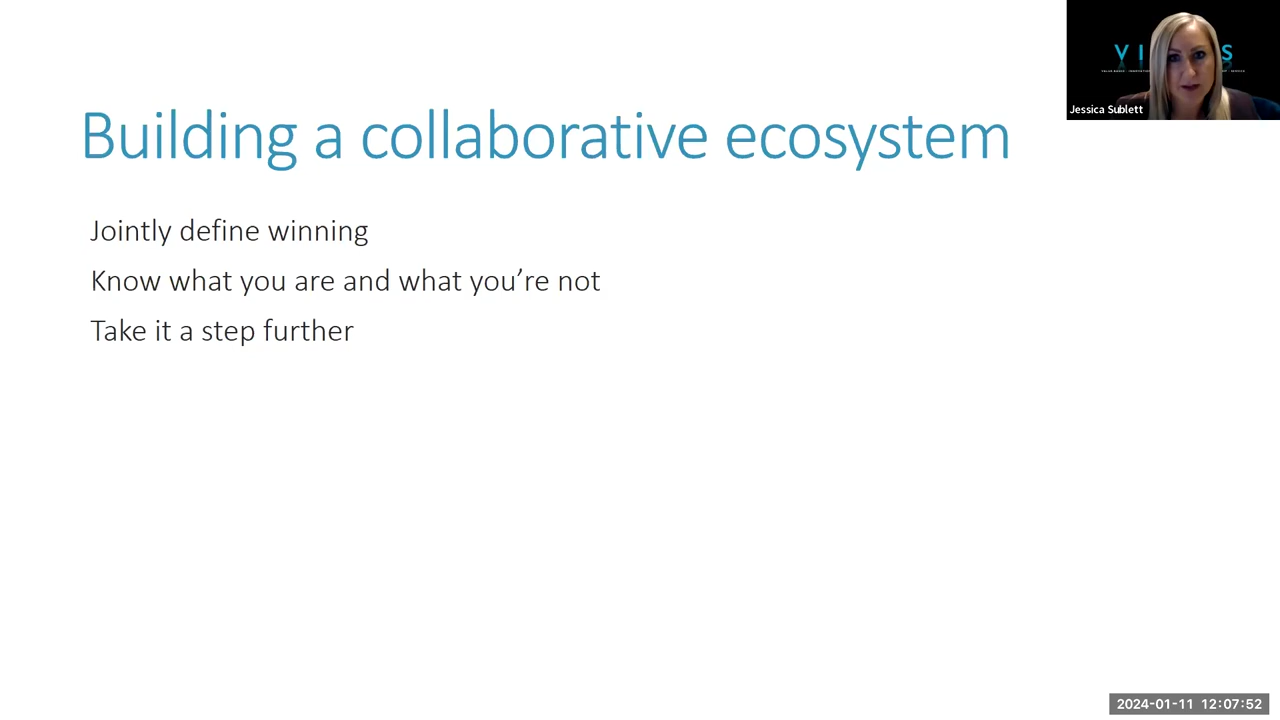 Building a collaborative ecosystem
Jointly define winning
Know what you are and what you’re not
Take it a step further
Jessica Sublett
2024-01-11 12:07:52